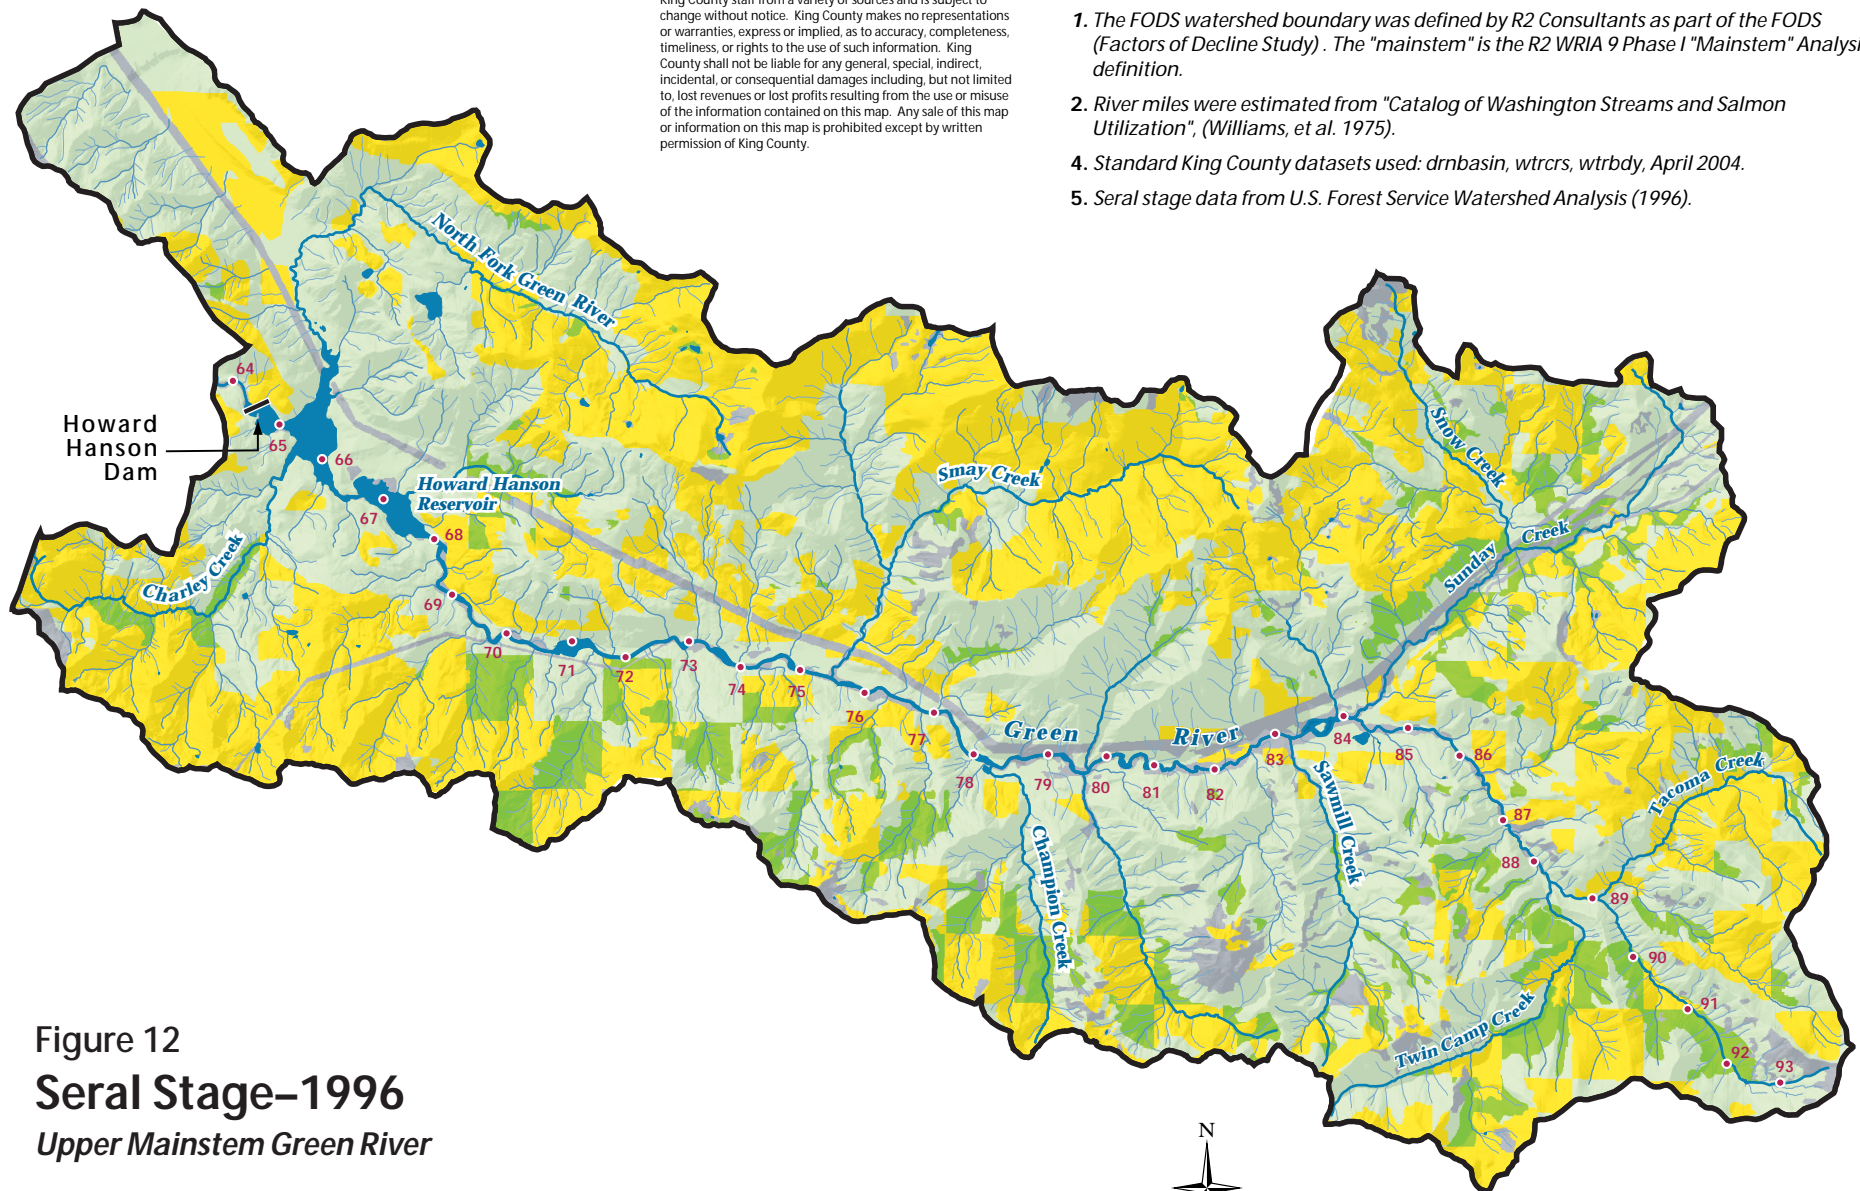 King County staff from a variety of sources and is subject to
change without notice. King County makes no representations
or warranties, express or implied, as to accuracy, completeness,
timeliness, or rights to the use of such information. King
County shall not be liable for any general, special, indirect,
incidental, or consequential damages including, but not limited
to, lost revenues or lost profits resulting from the use or misuse
of the information contained on this map. Any sale of this map
or information on this map is prohibited except by written
permission of King County.
1. The FODS watershed boundary was defined by R2 Consultants as part of the FODS
(Factors of Decline Study) . The "mainstem" is the R2 WRIA 9 Phase I "Mainstem" Analysi
definition.
2. River miles were estimated from "Catalog of Washington Streams and Salmon
Utilization", (Williams, et al. 1975).
4. Standard King County datasets used: drnbasin, wtrcrs, wtrbdy, April 2004.
5. Seral stage data from U.S. Forest Service Watershed Analysis (1996).
North Fork Green River
64
Howard
Hanson
Dam
65
66
Howard Hanson
Reservoir
67
68
Charley Creek
69
70
71
72
73
74
75
76
77
78
79
80
81
82
83
84
85
86
87
88
89
90
91
92
93
Smay Creek
Snow Creek
Sunday Creek
Green River
Sawmill Creek
Tacoma Creek
Champion Creek
Twin Camp Creek
Figure 12
Seral Stage–1996
Upper Mainstem Green River
N